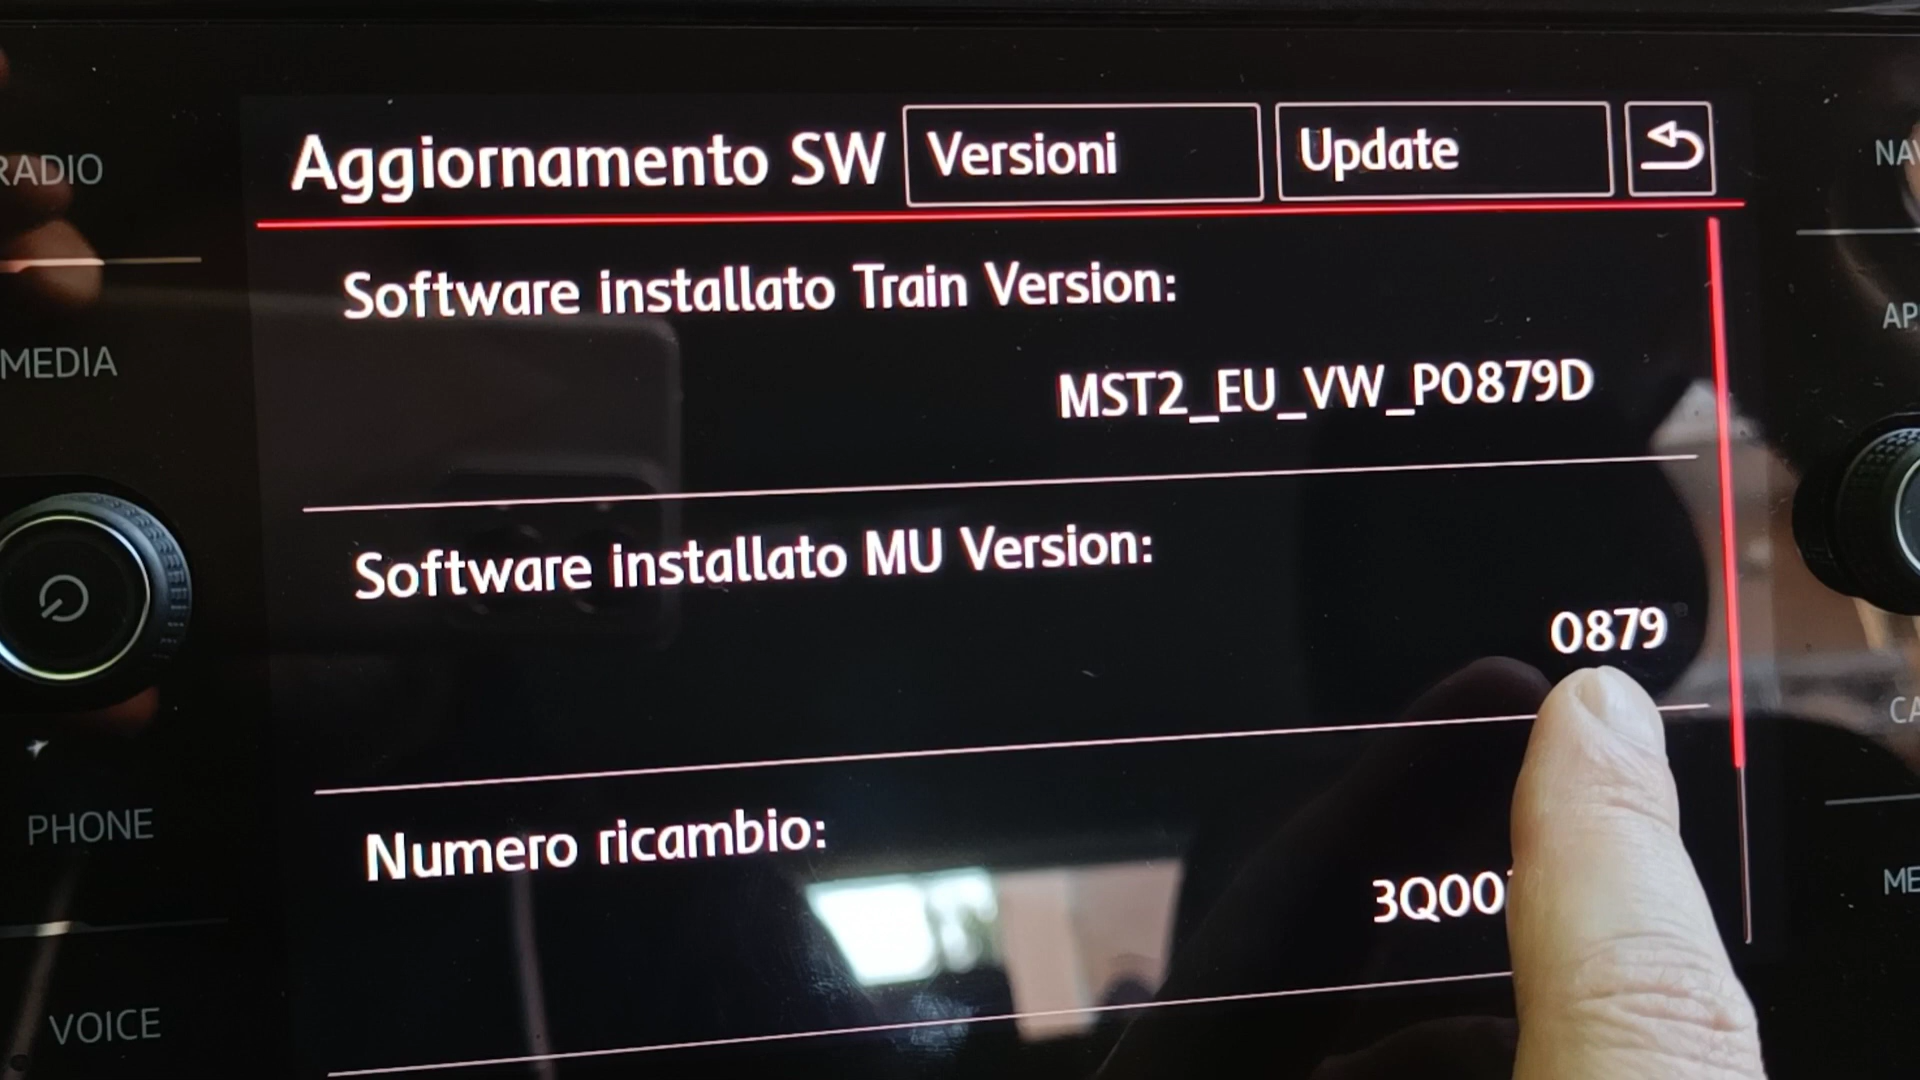 Aggiornamento SW Versioni Update
Software installato Train Version:
MST2_EU_VW_P0879D
Software installato MU Version:
0879
Numero ricambio:
3Q00
RADIO
MEDIA
PHONE
VOICE